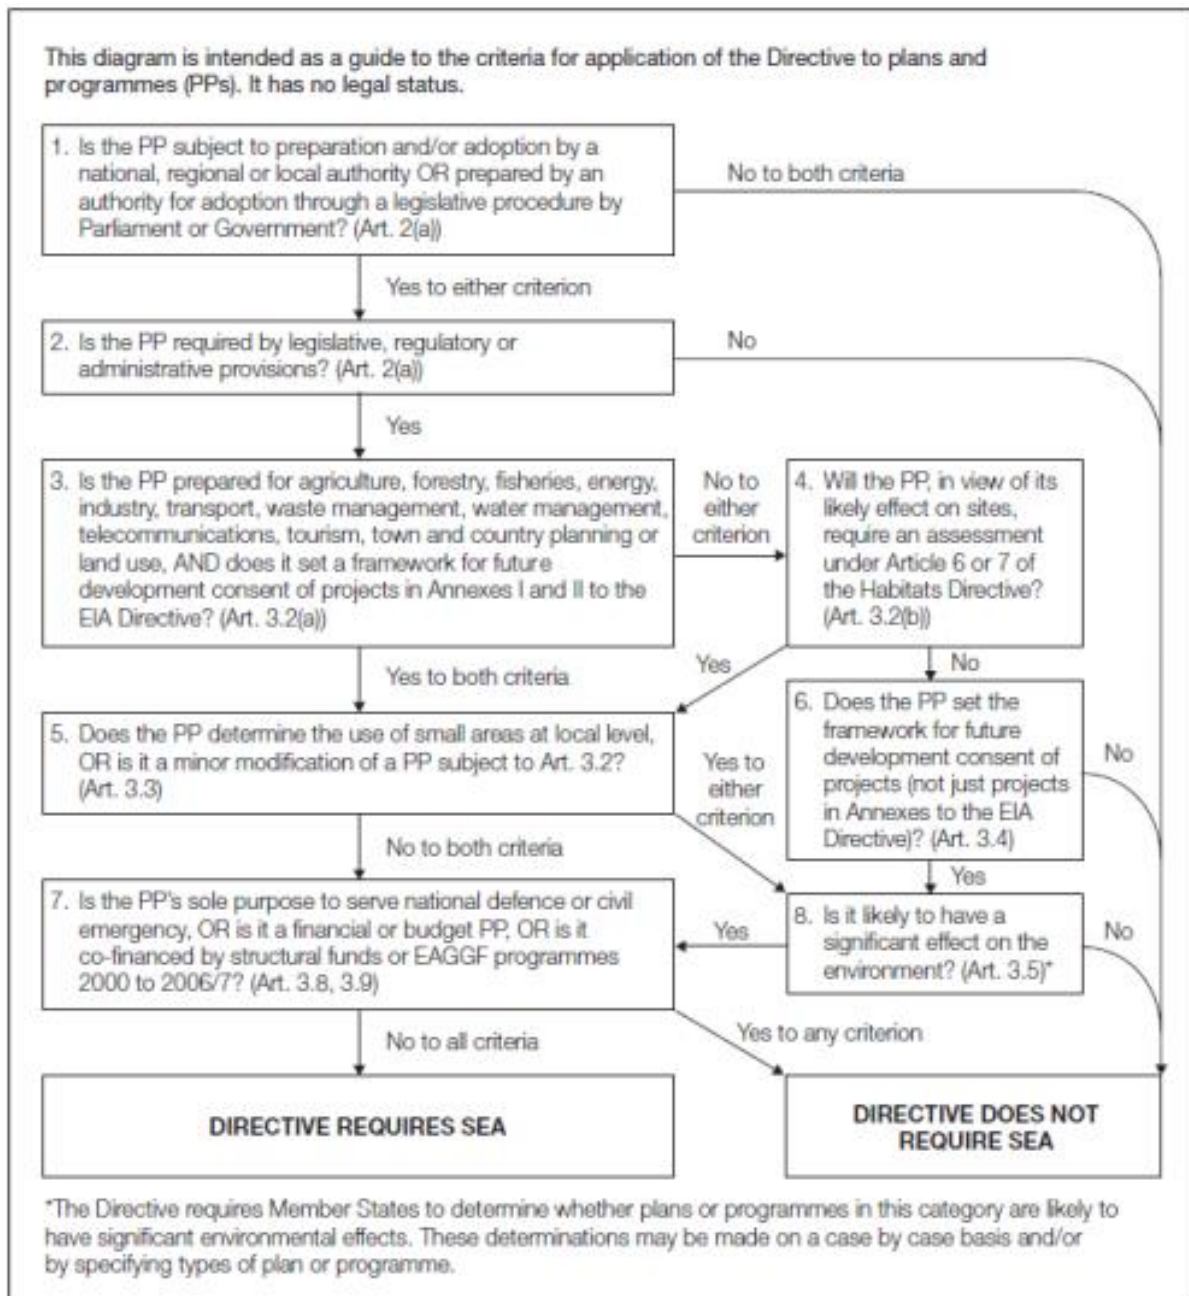 This diagram is intended as a guide to the criteria for application of the Directive to plans and
programmes (PPs). It has no legal status.
1. Is the PP subject to preparation and/or adoption by a
national, regional or local authority OR prepared by an
authority for adoption through a legislative procedure by
Parliament or Government? (Art. 2(a))
No to both criteria
Yes to either criterion
2. Is the PP required by legislative, regulatory or
administrative provisions? (Art. 2(a))
No
Yes
3. Is the PP prepared for agriculture, forestry, fisheries, energy,
industry, transport, waste management, water management,
telecommunications, tourism, town and country planning or
land use, AND does it set a framework for future
development consent of projects in Annexes I and II to the
EIA Directive? (Art. 3.2(a))
No to
either
criterion
4. Will the PP, in view of its
likely effect on sites,
require an assessment
under Article 6 or 7 of
the Habitats Directive?
(Art. 3.2(b))
Yes to both criteria
Yes
No
5. Does the PP determine the use of small areas at local level,
OR is it a minor modification of a PP subject to Art. 3.2?
(Art. 3.3)
Yes to
either
criterion
6. Does the PP set the
framework for future
development consent of
projects (not just projects
in Annexes to the EIA
Directive)? (Art. 3.4)
No
No to both criteria
Yes
7. Is the PP's sole purpose to serve national defence or civil
emergency, OR is it a financial or budget PP, OR is it
co-financed by structural funds or EAGGF programmes
2000 to 2006/7? (Art. 3.8, 3.9)
Yes
8. Is it likely to have a
significant effect on the
environment? (Art. 3.5)*
No
No to all criteria
Yes to any criterion
DIRECTIVE REQUIRES SEA
DIRECTIVE DOES NOT
REQUIRE SEA
*The Directive requires Member States to determine whether plans or programmes in this category are likely to
have significant environmental effects. These determinations may be made on a case by case basis and/or
by specifying types of plan or programme.